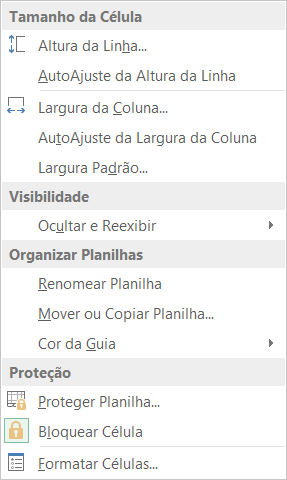 Tamanho da Célula
Altura da Linha...
AutoAjuste da Altura da Linha
Largura da Coluna...
AutoAjuste da Largura da Coluna
Largura Padrão...
Visibilidade
Ocultar e Reexibir
Organizar Planilhas
Renomear Planilha
Mover ou Copiar Planilha...
Cor da Guia
Proteção
Proteger Planilha...
Bloquear Célula
Formatar Células...